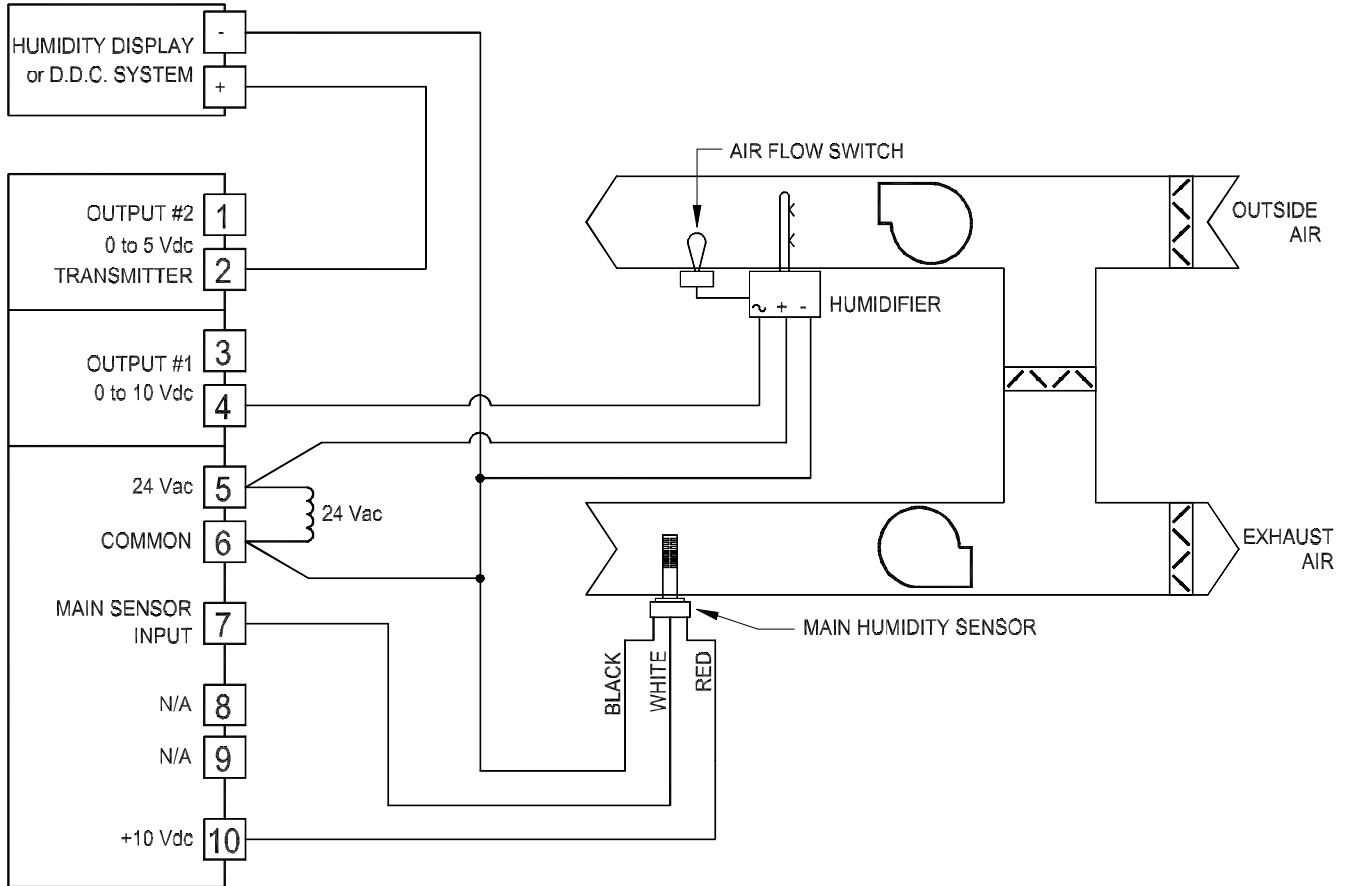 HUMIDITY DISPLAY
or D.D.C. SYSTEM
-
+
OUTPUT #2
0 to 5 Vdc
TRANSMITTER
1
2
OUTPUT #1
0 to 10 Vdc
3
4
24 Vac
5
24 Vac
COMMON
6
MAIN SENSOR
INPUT
7
N/A
8
N/A
9
+10 Vdc
10
AIR FLOW SWITCH
OUTSIDE
AIR
~ + -
HUMIDIFIER
EXHAUST
AIR
MAIN HUMIDITY SENSOR
BLACK
WHITE
RED